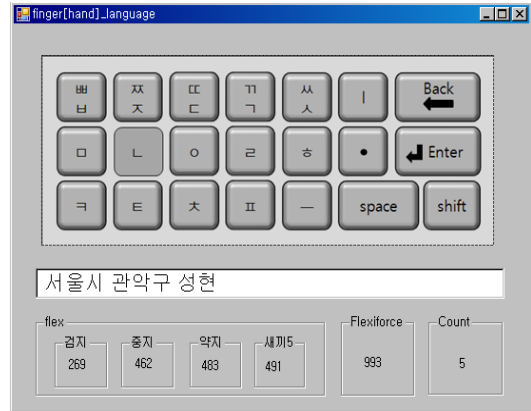 finger[hand]_language
ㅃ ㅉ ㄸ ㄲ ㅆ
ㅂ ㅈ ㄷ ㄱ ㅅ ㅣ Back
ㅁ ㄴ ㅇ ㄹ ㅎ • Enter
ㅋ ㅌ ㅊ ㅍ ㅡ space shift
서울시 관악구 성현
flex Flexiforce Count
검지 중지 약지 새끼5
269 462 483 491 993 5